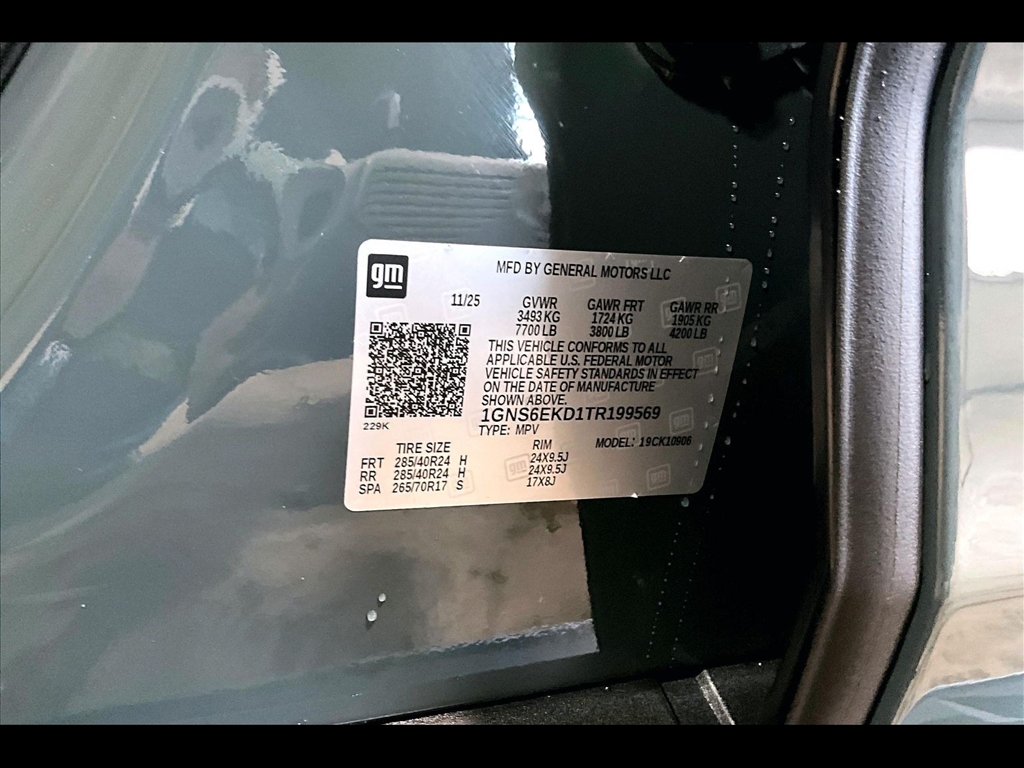 gm
MFD BY GENERAL MOTORS LLC
11/25 GVWR GAWR FRT GAWR RR
3493 KG 1724 KG 1905 KG
7700 LB 3800 LB 4200 LB
THIS VEHICLE CONFORMS TO ALL
APPLICABLE U.S. FEDERAL MOTOR
VEHICLE SAFETY STANDARDS IN EFFECT
ON THE DATE OF MANUFACTURE
SHOWN ABOVE.
1GNS6EKD1TR199569
229K
TYPE: MPV MODEL: 19CK10906
TIRE SIZE RIM
FRT 285/40R24 H 24X9.5J
RR 285/40R24 H 24X9.5J
SPA 265/70R17 S 17X8J